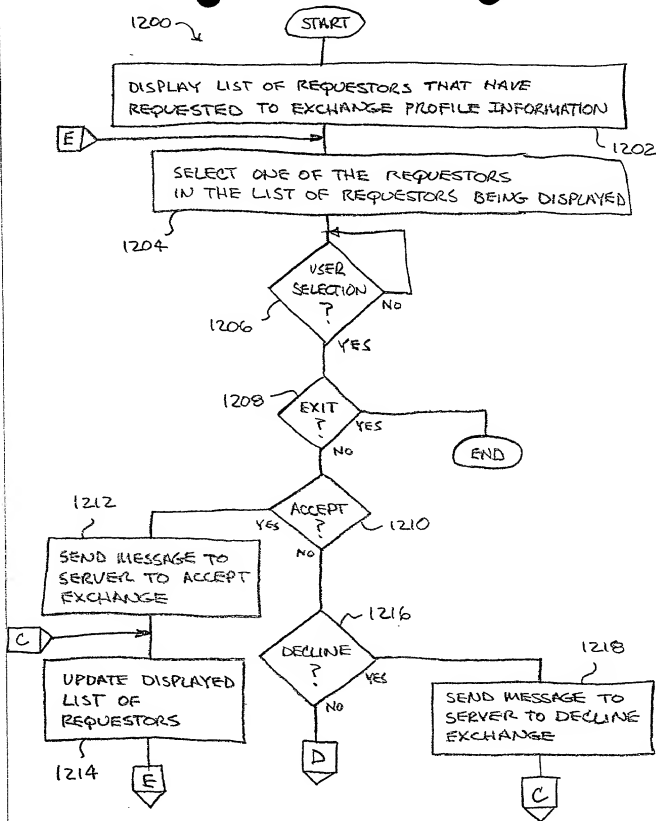 1200
START
DISPLAY LIST OF REQUESTORS THAT HAVE
REQUESTED TO EXCHANGE PROFILE INFORMATION
E
1202
SELECT ONE OF THE REQUESTORS
IN THE LIST OF REQUESTORS BEING DISPLAYED
1204
USER
SELECTION
?
NO
1206
YES
1208
EXIT
?
YES
NO
END
1212
ACCEPT
?
YES
1210
NO
SEND MESSAGE TO
SERVER TO ACCEPT
EXCHANGE
1216
C
DECLINE
?
YES
1218
UPDATE DISPLAYED
LIST OF
REQUESTORS
NO
SEND MESSAGE TO
SERVER TO DECLINE
EXCHANGE
1214
E
D
C